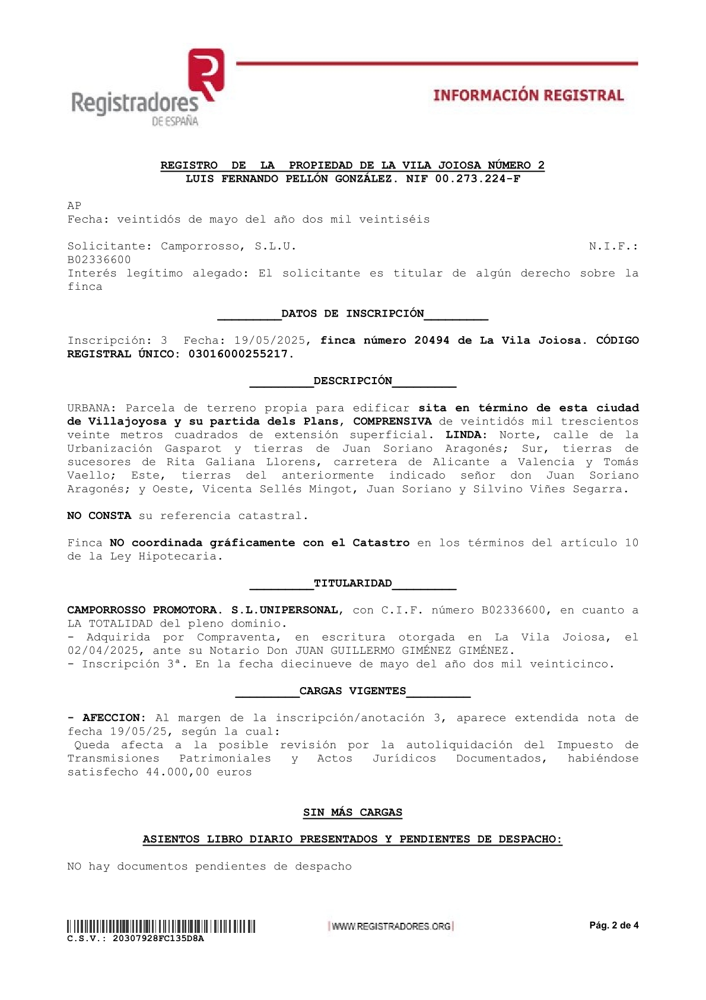 Registradores
DE ESPAÑA
INFORMACIÓN REGISTRAL
REGISTRO DE LA PROPIEDAD DE LA VILA JOIOSA NÚMERO 2
LUIS FERNANDO PELLÓN GONZÁLEZ. NIF 00.273.224-F
AP
Fecha: veintidós de mayo del año dos mil veintiséis
Solicitante: Camporrosso, S.L.U. N.I.F.:
B02336600
Interés legítimo alegado: El solicitante es titular de algún derecho sobre la
finca
_________DATOS DE INSCRIPCIÓN_________
Inscripción: 3 Fecha: 19/05/2025, finca número 20494 de La Vila Joiosa. CÓDIGO
REGISTRAL ÚNICO: 03016000255217.
_________DESCRIPCIÓN_________
URBANA: Parcela de terreno propia para edificar sita en término de esta ciudad
de Villajoyosa y su partida dels Plans, COMPRENSIVA de veintidós mil trescientos
veinte metros cuadrados de extensión superficial. LINDA: Norte, calle de la
Urbanización Gasparot y tierras de Juan Soriano Aragonés; Sur, tierras de
sucesores de Rita Galiana Llorens, carretera de Alicante a Valencia y Tomás
Vaello; Este, tierras del anteriormente indicado señor don Juan Soriano
Aragonés; y Oeste, Vicenta Sellés Mingot, Juan Soriano y Silvino Viñes Segarra.
NO CONSTA su referencia catastral.
Finca NO coordinada gráficamente con el Catastro en los términos del artículo 10
de la Ley Hipotecaria.
_________TITULARIDAD_________
CAMPORROSSO PROMOTORA. S.L.UNIPERSONAL, con C.I.F. número B02336600, en cuanto a
LA TOTALIDAD del pleno dominio.
- Adquirida por Compraventa, en escritura otorgada en La Vila Joiosa, el
02/04/2025, ante su Notario Don JUAN GUILLERMO GIMÉNEZ GIMÉNEZ.
- Inscripción 3ª. En la fecha diecinueve de mayo del año dos mil veinticinco.
_________CARGAS VIGENTES_________
- AFECCION: Al margen de la inscripción/anotación 3, aparece extendida nota de
fecha 19/05/25, según la cual:
Queda afecta a la posible revisión por la autoliquidación del Impuesto de
Transmisiones Patrimoniales y Actos Jurídicos Documentados, habiéndose
satisfecho 44.000,00 euros
SIN MÁS CARGAS
ASIENTOS LIBRO DIARIO PRESENTADOS Y PENDIENTES DE DESPACHO:
NO hay documentos pendientes de despacho
C.S.V.: 20307928FC135D8A
WWW.REGISTRADORES.ORG
Pág. 2 de 4